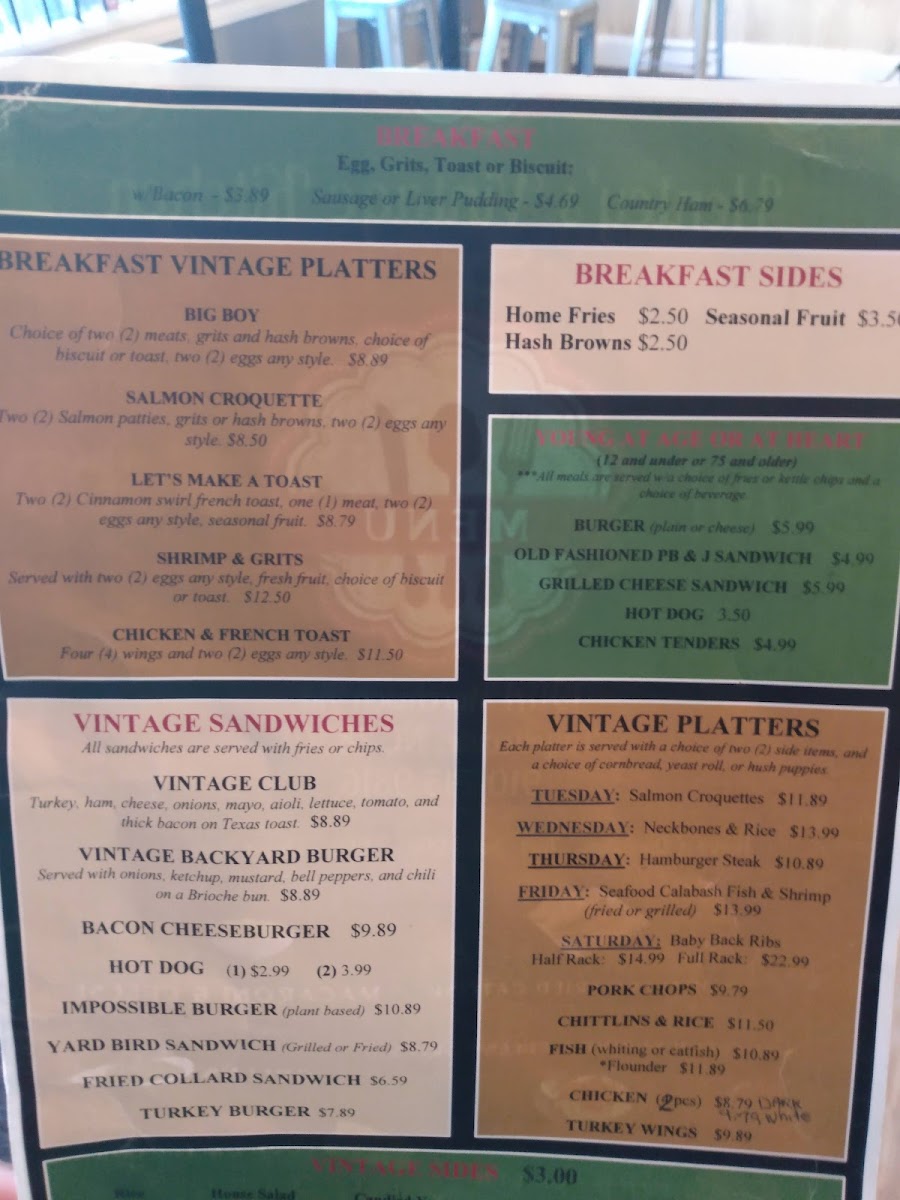 BREAKFAST
Egg, Grits, Toast or Biscuit:
w/Bacon - $3.89 Sausage or Liver Pudding - $4.69 Country Ham - $6.79
BREAKFAST VINTAGE PLATTERS
BIG BOY
Choice of two (2) meats, grits and hash browns, choice of
biscuit or toast, two (2) eggs any style. $8.89
SALMON CROQUETTE
Two (2) Salmon patties, grits or hash browns, two (2) eggs any
style. $8.50
LET'S MAKE A TOAST
Two (2) Cinnamon swirl french toast, one (1) meat, two (2)
eggs any style, seasonal fruit. $8.79
SHRIMP & GRITS
Served with two (2) eggs any style, fresh fruit, choice of biscuit
or toast. $12.50
CHICKEN & FRENCH TOAST
Four (4) wings and two (2) eggs any style. $11.50
BREAKFAST SIDES
Home Fries $2.50 Seasonal Fruit $3.50
Hash Browns $2.50
YOUNG AT AGE OR AT HEART
(12 and under or 75 and older)
***All meals are served w/a choice of fries or kettle chips and a
choice of beverage.
BURGER (plain or cheese) $5.99
OLD FASHIONED PB & J SANDWICH $4.99
GRILLED CHEESE SANDWICH $5.99
HOT DOG 3.50
CHICKEN TENDERS $4.99
MENU
VINTAGE SANDWICHES
All sandwiches are served with fries or chips.
VINTAGE CLUB
Turkey, ham, cheese, onions, mayo, aioli, lettuce, tomato, and
thick bacon on Texas toast. $8.89
VINTAGE BACKYARD BURGER
Served with onions, ketchup, mustard, bell peppers, and chili
on a Brioche bun. $8.89
BACON CHEESEBURGER $9.89
HOT DOG (1) $2.99 (2) 3.99
IMPOSSIBLE BURGER (plant based) $10.89
YARD BIRD SANDWICH (Grilled or Fried) $8.79
FRIED COLLARD SANDWICH $6.59
TURKEY BURGER $7.89
VINTAGE PLATTERS
Each platter is served with a choice of two (2) side items, and
a choice of cornbread, yeast roll, or hush puppies.
TUESDAY: Salmon Croquettes $11.89
WEDNESDAY: Neckbones & Rice $13.99
THURSDAY: Hamburger Steak $10.89
FRIDAY: Seafood Calabash Fish & Shrimp
(fried or grilled) $13.99
SATURDAY: Baby Back Ribs
Half Rack: $14.99 Full Rack: $22.99
PORK CHOPS $9.79
CHITTLINS & RICE $11.50
FISH (whiting or catfish) $10.89
*Flounder $11.89
CHICKEN (2pcs) $8.79 DARK
9.79 White
TURKEY WINGS $9.89
VINTAGE SIDES $3.00
Rice House Salad Candied